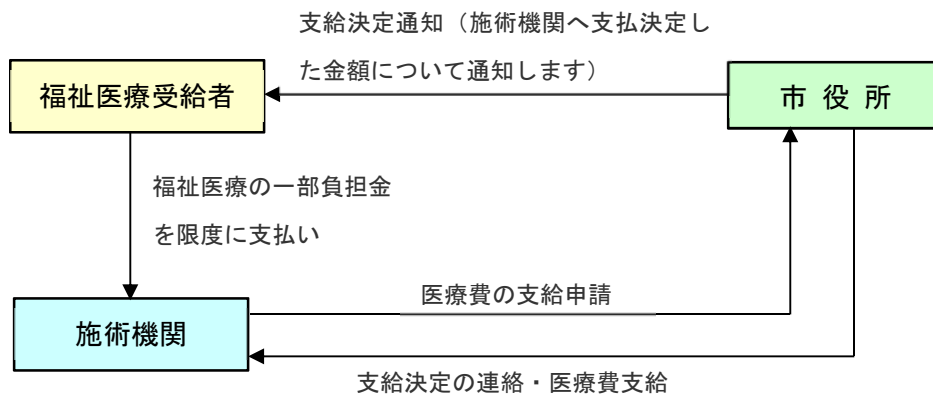 支給決定通知（施術機関へ支払決定し
た金額について通知します）
福祉医療受給者
市 役 所
福祉医療の一部負担金
を限度に支払い
医療費の支給申請
施術機関
支給決定の連絡・医療費支給